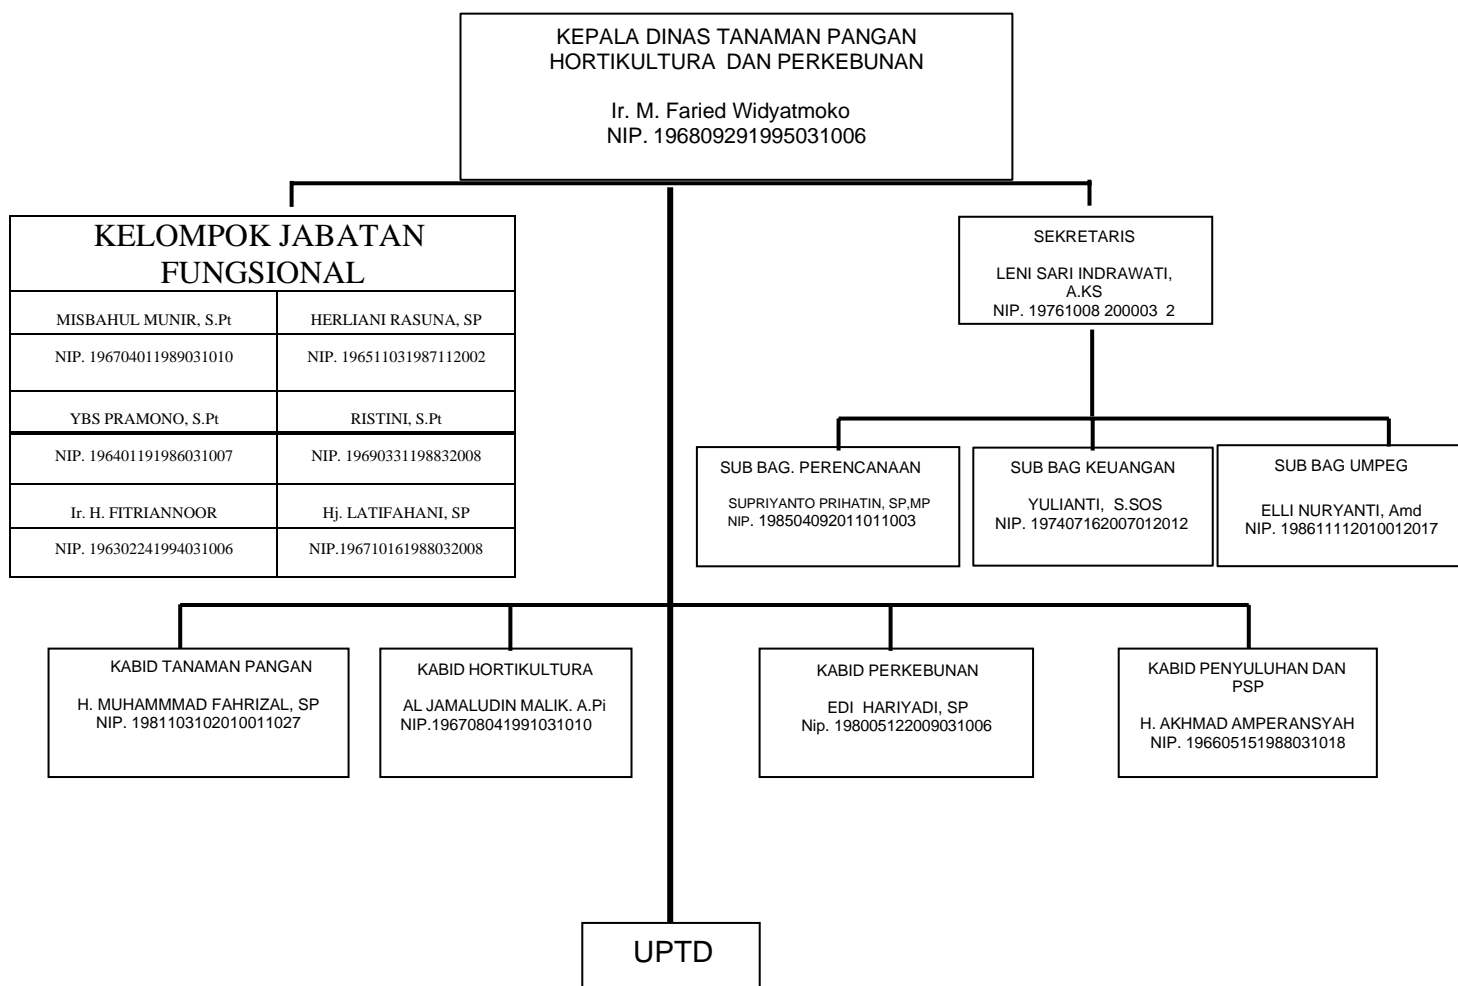 KEPALA DINAS TANAMAN PANGAN
HORTIKULTURA DAN PERKEBUNAN
Ir. M. Faried Widyatmoko
NIP. 196809291995031006
KELOMPOK JABATAN
FUNGSIONAL
MISBAHUL MUNIR, S.Pt
HERLIANI RASUNA, SP
NIP. 196704011989031010
NIP. 196511031987112002
YBS PRAMONO, S.Pt
RISTINI, S.Pt
NIP. 196401191986031007
NIP. 19690331198832008
Ir. H. FITRIANNOOR
Hj. LATIFAHANI, SP
NIP. 196302241994031006
NIP.196710161988032008
SEKRETARIS
LENI SARI INDRAWATI,
A.KS
NIP. 19761008 200003 2
SUB BAG. PERENCANAAN
SUPRIYANTO PRIHATIN, SP,MP
NIP. 198504092011011003
SUB BAG KEUANGAN
YULIANTI, S.SOS
NIP. 197407162007012012
SUB BAG UMPEG
ELLI NURYANTI, Amd
NIP. 198611112010012017
KABID TANAMAN PANGAN
H. MUHAMMMAD FAHRIZAL, SP
NIP. 19811031020100110​27
KABID HORTIKULTURA
AL JAMALUDIN MALIK. A.Pi
NIP.196708041991031010
KABID PERKEBUNAN
EDI HARIYADI, SP
Nip. 198005122009031006
KABID PENYULUHAN DAN
PSP
H. AKHMAD AMPERANSYAH
NIP. 196605151988031018
UPTD